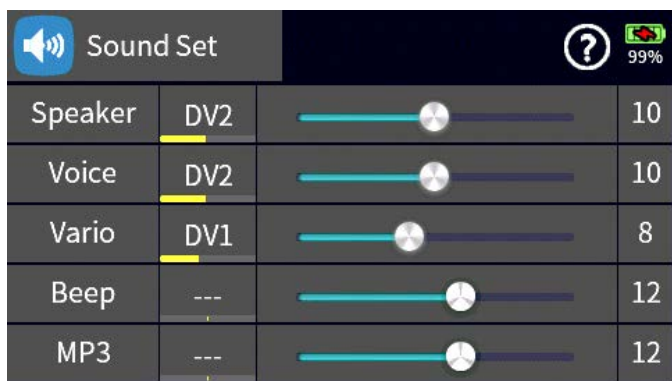 Sound Set
99%
Speaker DV2 10
Voice DV2 10
Vario DV1 8
Beep --- 12
MP3 --- 12